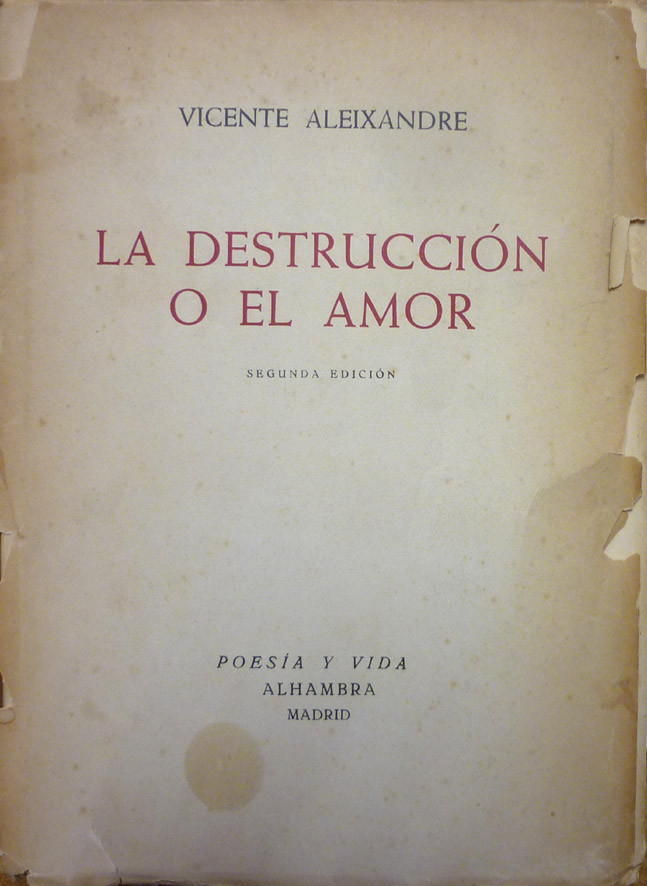 VICENTE ALEIXANDRE
LA DESTRUCCIÓN
O EL AMOR
SEGUNDA EDICIÓN
POESÍA Y VIDA
ALHAMBRA
MADRID